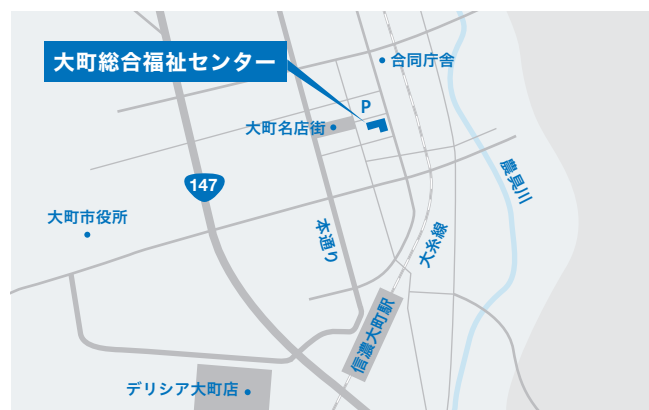 大町総合福祉センター
合同庁舎
P
大町名店街
147
農具川
大町市役所
本通り
大糸線
信濃大町駅
デリシア大町店